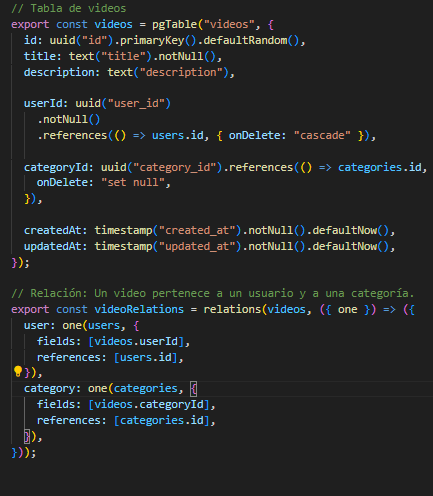 // Tabla de videos
export const videos = pgTable("videos", {
  id: uuid("id").primaryKey().defaultRandom(),
  title: text("title").notNull(),
  description: text("description"),

  userId: uuid("user_id")
    .notNull()
    .references(() => users.id, { onDelete: "cascade" }),

  categoryId: uuid("category_id").references(() => categories.id,
    onDelete: "set null",
  }),

  createdAt: timestamp("created_at").notNull().defaultNow(),
  updatedAt: timestamp("updated_at").notNull().defaultNow(),
});

// Relación: Un video pertenece a un usuario y a una categoría.
export const videoRelations = relations(videos, ({ one }) => ({
  user: one(users, {
    fields: [videos.userId],
    references: [users.id],
  }),
  category: one(categories, {
    fields: [videos.categoryId],
    references: [categories.id],
  }),
}));